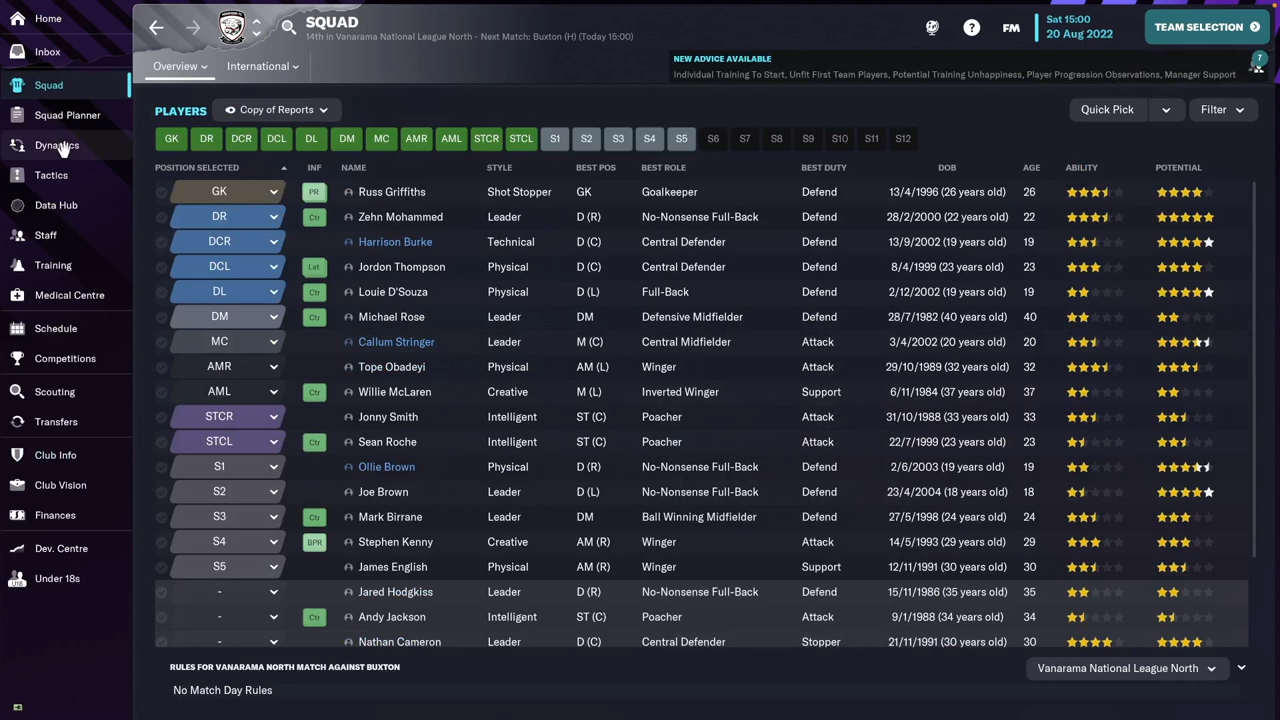 Home
Inbox
Squad
Squad Planner
Dynamics
Tactics
Data Hub
Staff
Training
Medical Centre
Schedule
Competitions
Scouting
Transfers
Club Info
Club Vision
Finances
Dev. Centre
Under 18s
SQUAD
14th in Vanarama National League North - Next Match: Buxton (H) (Today 15:00)
FM
Sat 15:00
20 Aug 2022
TEAM SELECTION
Overview
International
NEW ADVICE AVAILABLE
Individual Training To Start, Unfit First Team Players, Potential Training Unhappiness, Player Progression Observations, Manager Support
7
PLAYERS
Copy of Reports
Quick Pick
Filter
GK DR DCR DCL DL DM MC AMR AML STCR STCL S1 S2 S3 S4 S5 S6 S7 S8 S9 S10 S11 S12
POSITION SELECTED INF NAME STYLE BEST POS BEST ROLE BEST DUTY DOB AGE ABILITY POTENTIAL
GK PR Russ Griffiths Shot Stopper GK Goalkeeper Defend 13/4/1996 (26 years old) 26
DR Ctr Zehn Mohammed Leader D (R) No-Nonsense Full-Back Defend 28/2/2000 (22 years old) 22
DCR Harrison Burke Technical D (C) Central Defender Defend 13/9/2002 (19 years old) 19
DCL Lst Jordon Thompson Physical D (C) Central Defender Defend 8/4/1999 (23 years old) 23
DL Ctr Louie D'Souza Physical D (L) Full-Back Defend 2/12/2002 (19 years old) 19
DM Ctr Michael Rose Leader DM Defensive Midfielder Defend 28/7/1982 (40 years old) 40
MC Callum Stringer Leader M (C) Central Midfielder Attack 3/4/2002 (20 years old) 20
AMR Tope Obadeyi Physical AM (L) Winger Attack 29/10/1989 (32 years old) 32
AML Ctr Willie McLaren Creative M (L) Inverted Winger Support 6/11/1984 (37 years old) 37
STCR Jonny Smith Intelligent ST (C) Poacher Attack 31/10/1988 (33 years old) 33
STCL Ctr Sean Roche Intelligent ST (C) Poacher Attack 22/7/1999 (23 years old) 23
S1 Ollie Brown Physical D (R) No-Nonsense Full-Back Defend 2/6/2003 (19 years old) 19
S2 Joe Brown Leader D (L) No-Nonsense Full-Back Defend 23/4/2004 (18 years old) 18
S3 Ctr Mark Birrane Leader DM Ball Winning Midfielder Defend 27/5/1998 (24 years old) 24
S4 BPR Stephen Kenny Creative AM (R) Winger Attack 14/5/1993 (29 years old) 29
S5 James English Physical AM (R) Winger Support 12/11/1991 (30 years old) 30
- Jared Hodgkiss Leader D (R) No-Nonsense Full-Back Defend 15/11/1986 (35 years old) 35
- Ctr Andy Jackson Intelligent ST (C) Poacher Attack 9/1/1988 (34 years old) 34
- Nathan Cameron Leader D (C) Central Defender Stopper 21/11/1991 (30 years old) 30
RULES FOR VANARAMA NORTH MATCH AGAINST BUXTON
Vanarama National League North
No Match Day Rules